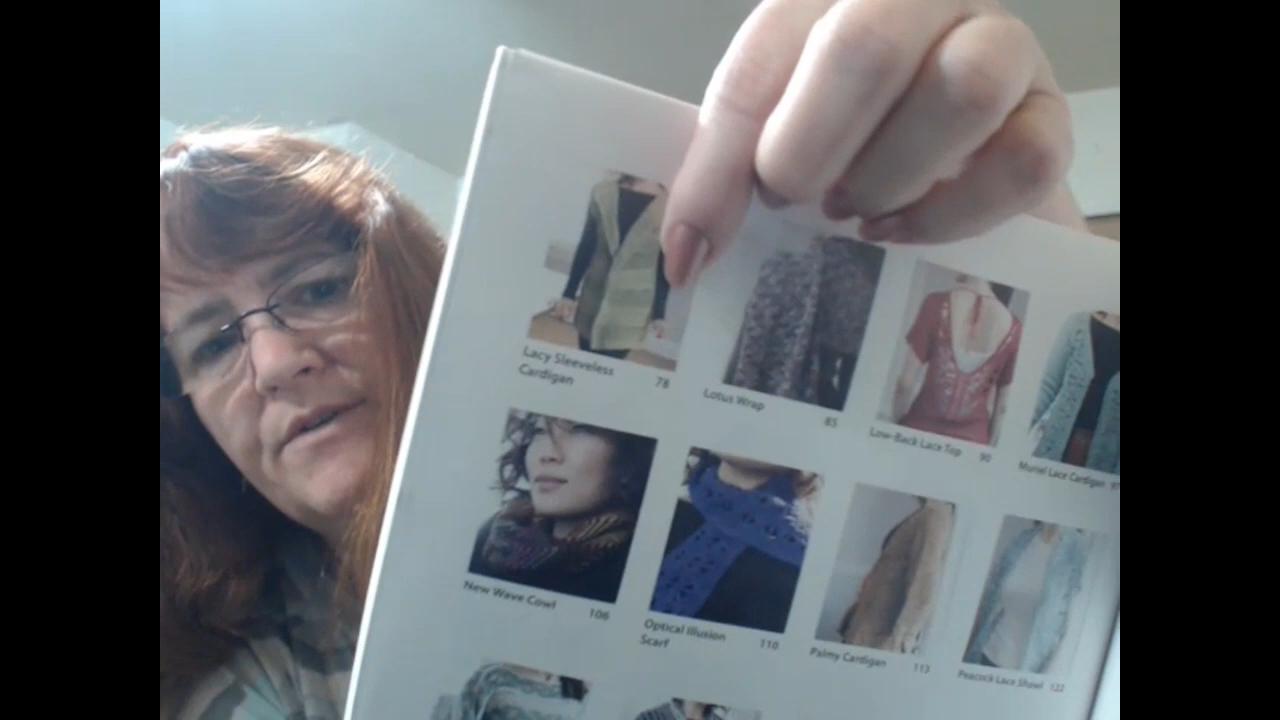 Lacy Sleeveless
Cardigan 78
Lotus Wrap 85
Low-Back Lace Top 90
Muriel Lace Cardigan 97
New Wave Cowl 106
Optical Illusion
Scarf 110
Palmy Cardigan 113
Peacock Lace Shawl 122